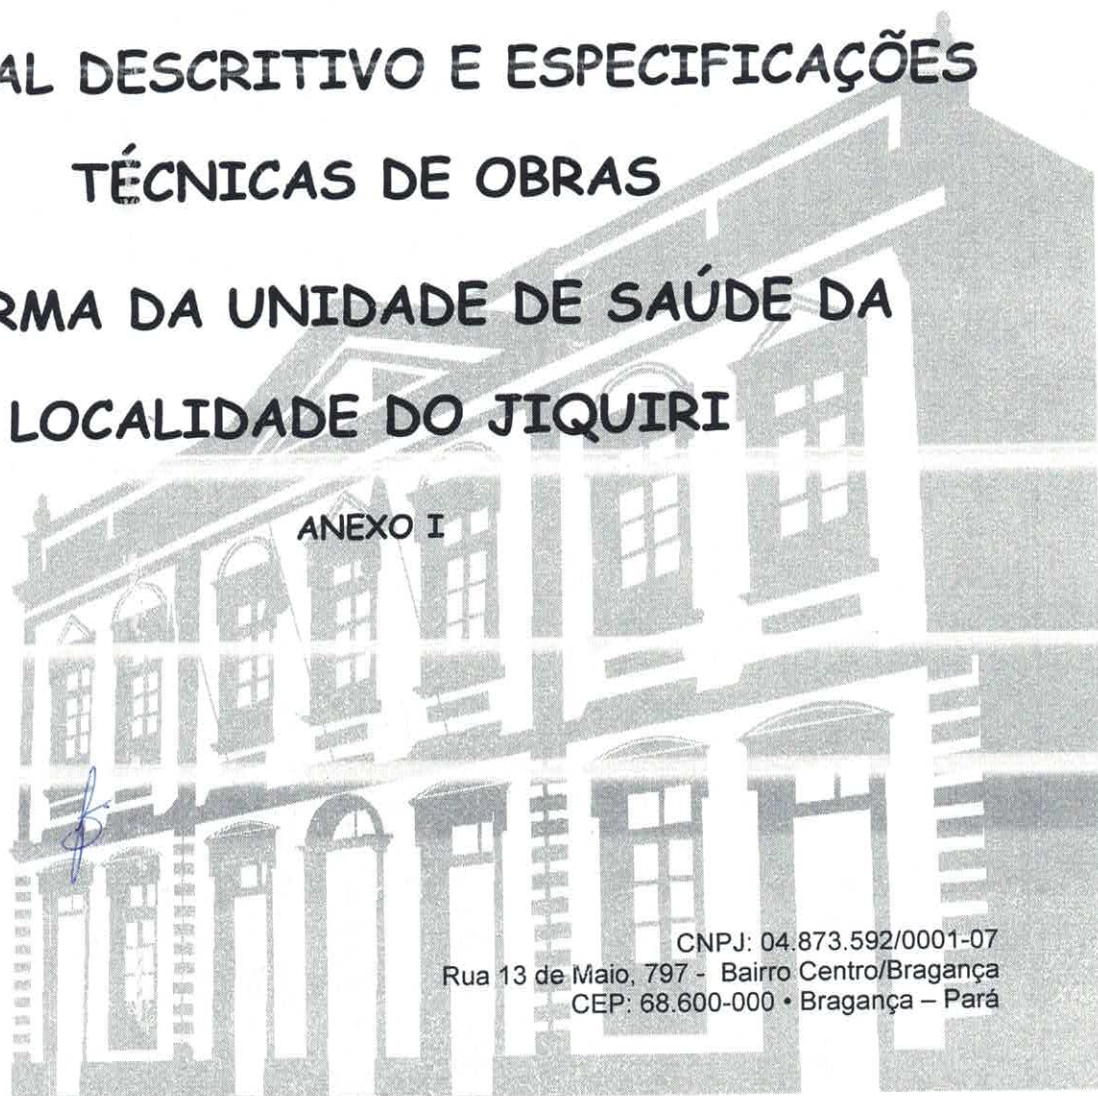 AL DESCRITIVO E ESPECIFICAÇÕES
TÉCNICAS DE OBRAS
RMA DA UNIDADE DE SAÚDE DA
LOCALIDADE DO JIQUIRI
ANEXO I
CNPJ: 04.873.592/0001-07
Rua 13 de Maio, 797 - Bairro Centro/Bragança
CEP: 68.600-000 • Bragança – Pará